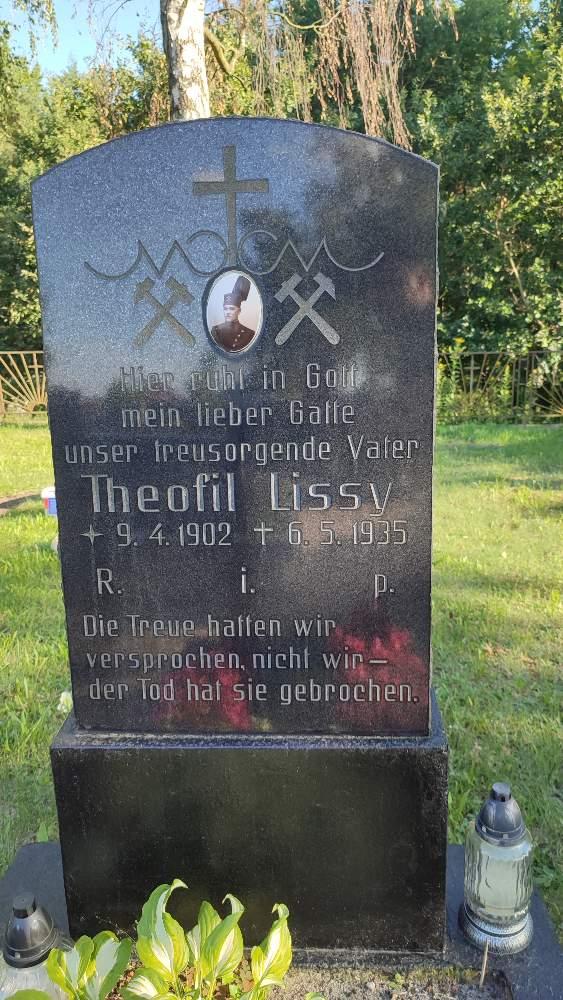 Hier ruht in Gott
mein lieber Gatte
unser treusorgende Vater
Theofil Lissy
9. 4. 1902 6. 5. 1935
R. i. p.
Die Treue hatten wir
versprochen, nicht wir —
der Tod hat sie gebrochen.